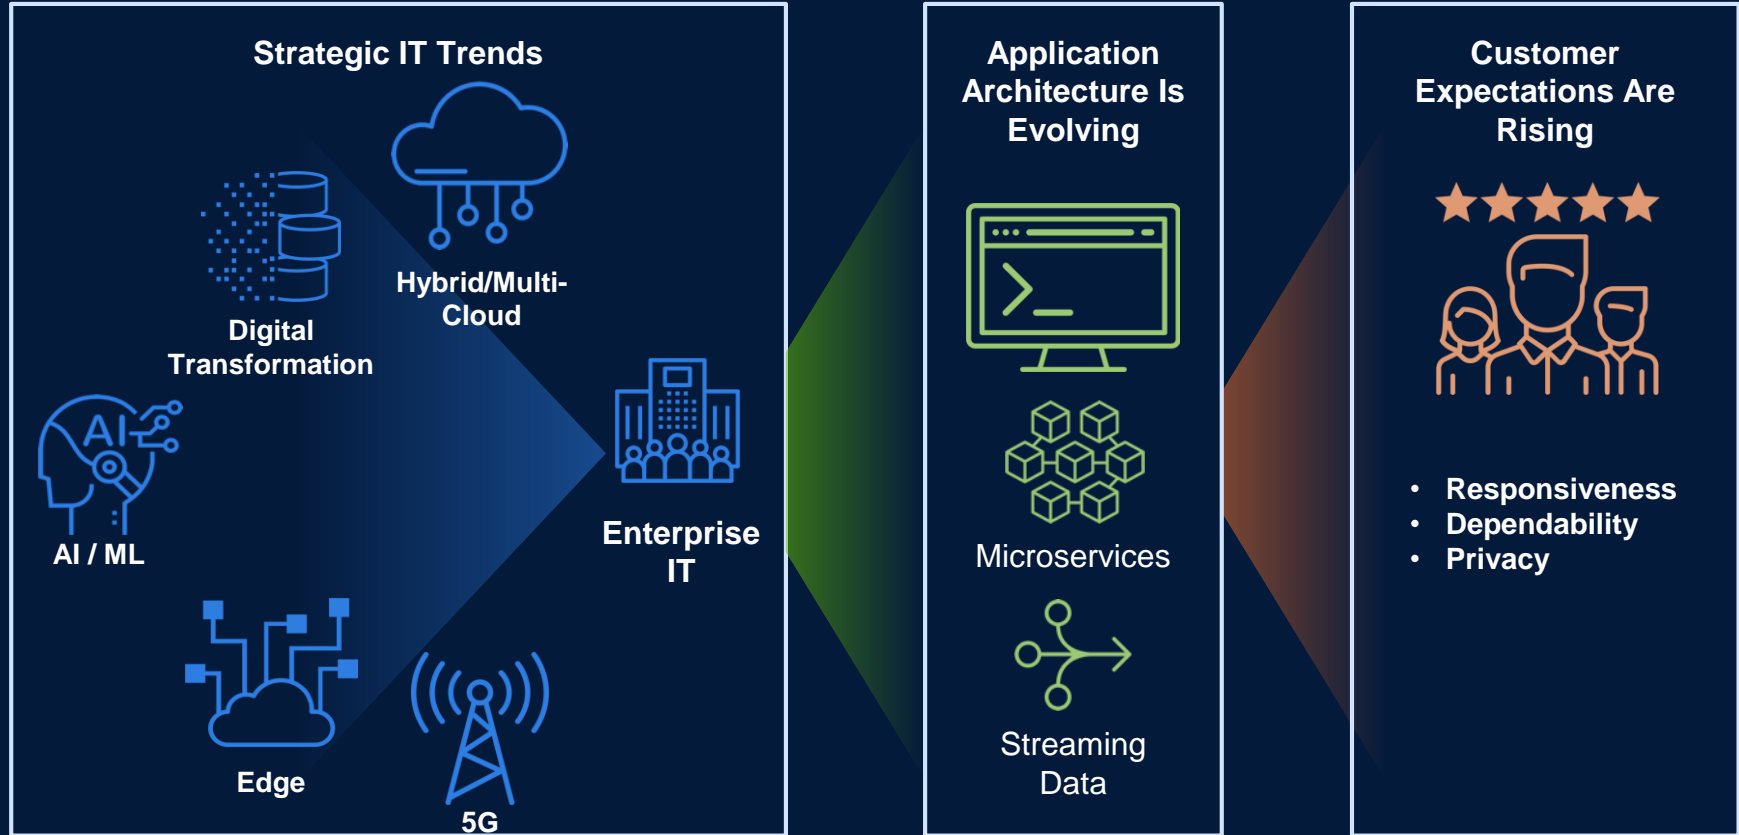 Strategic IT Trends
Hybrid/Multi-
Cloud
Digital
Transformation
AI
AI / ML
Enterprise
IT
Edge
5G
Application
Architecture Is
Evolving
Microservices
Streaming
Data
Customer
Expectations Are
Rising
• Responsiveness
• Dependability
• Privacy